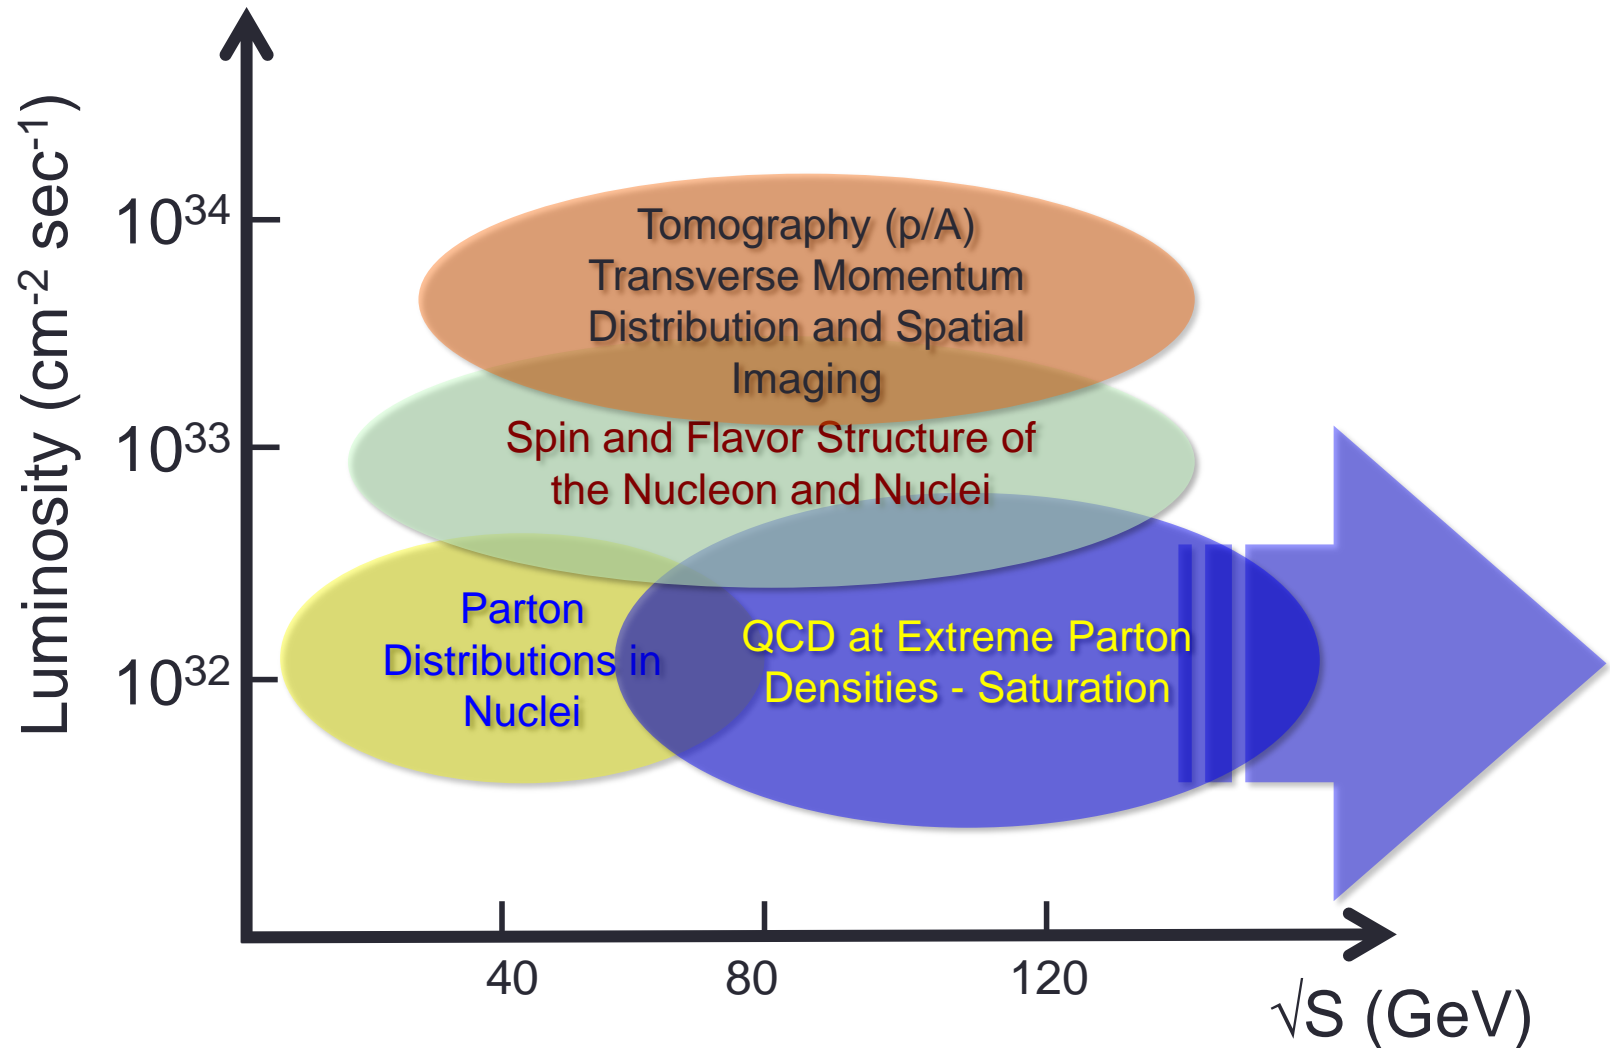 Luminosity (cm-2 sec-1)
1034
1033
1032
Tomography (p/A)
Transverse Momentum
Distribution and Spatial
Imaging
Spin and Flavor Structure of
the Nucleon and Nuclei
Parton
Distributions in
Nuclei
QCD at Extreme Parton
Densities - Saturation
40
80
120
√S (GeV)